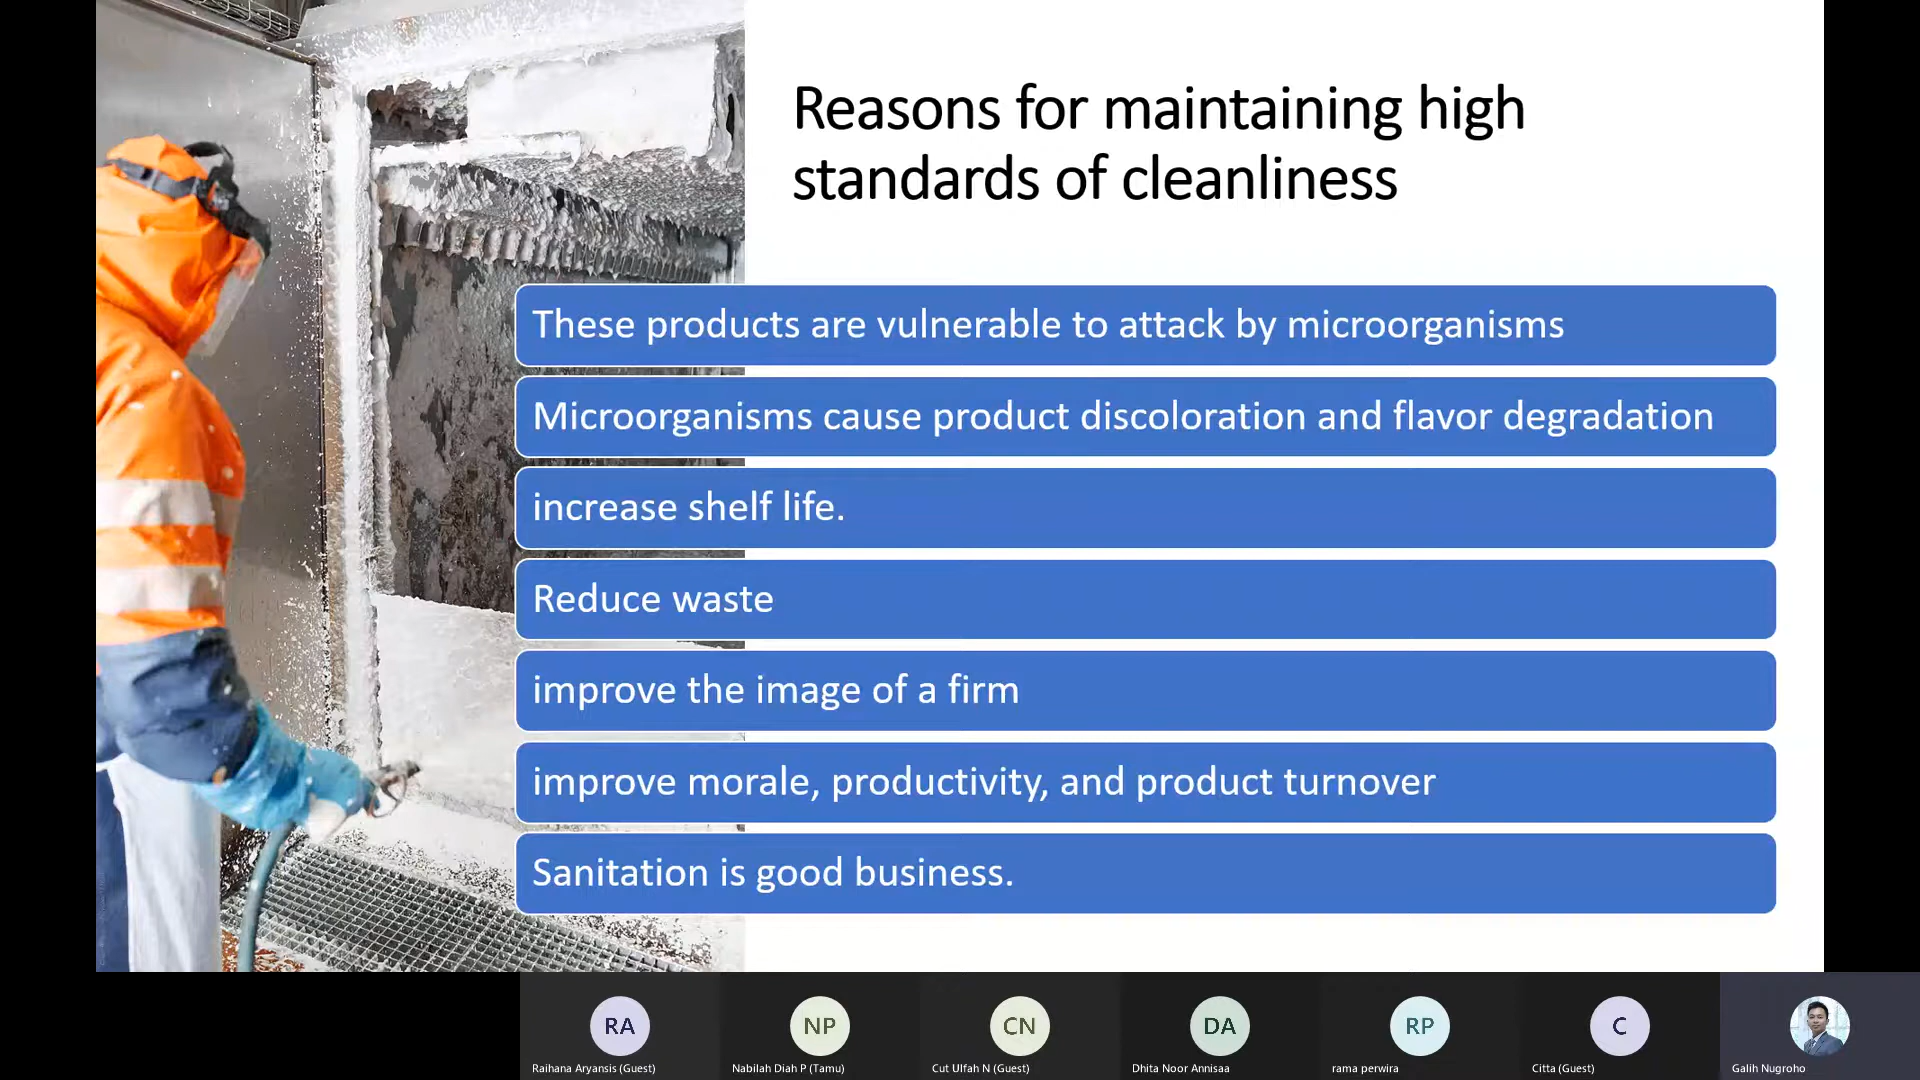 Reasons for maintaining high
standards of cleanliness
These products are vulnerable to attack by microorganisms
Microorganisms cause product discoloration and flavor degradation
increase shelf life.
Reduce waste
improve the image of a firm
improve morale, productivity, and product turnover
Sanitation is good business.
RA
NP
CN
DA
RP
C
Raihana Aryansis (Guest)
Nabilah Diah P (Tamu)
Cut Ulfah N (Guest)
Dhita Noor Annisaa
rama perwira
Citta (Guest)
Galih Nugroho